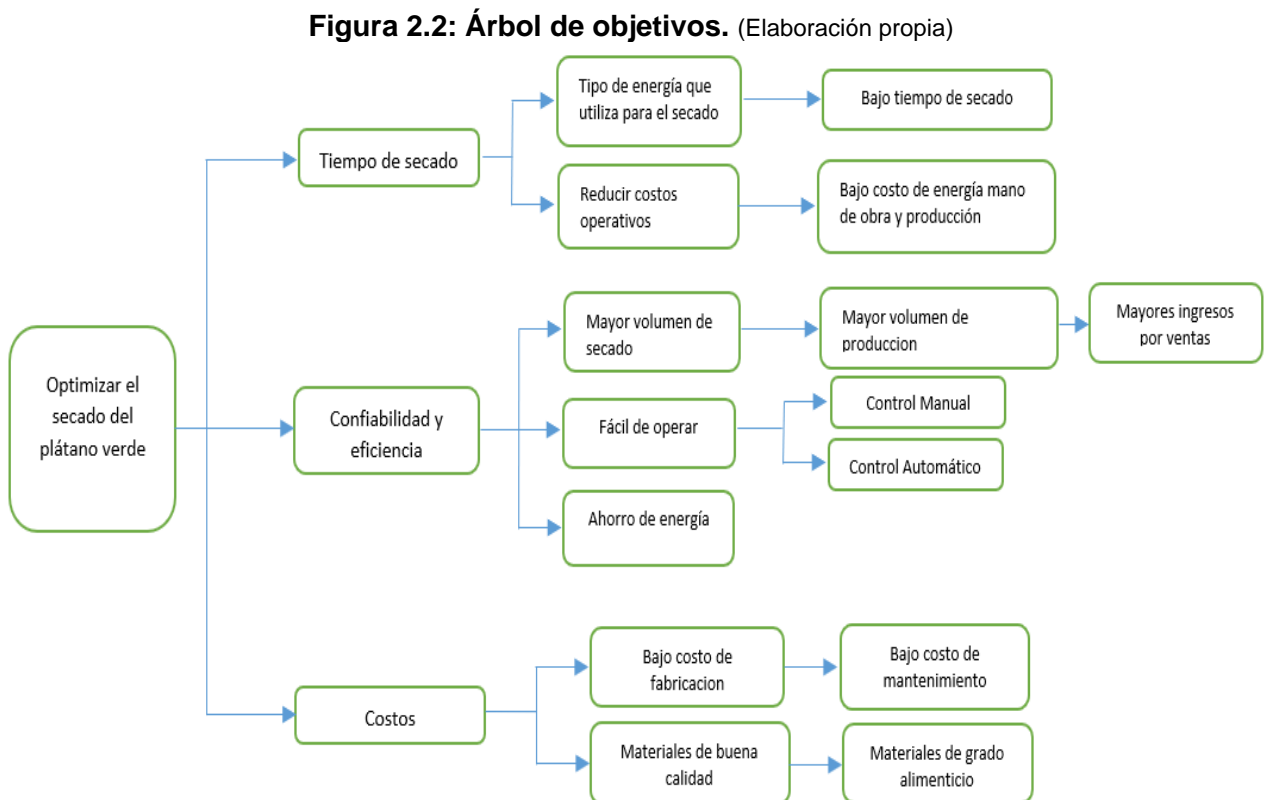 Figura 2.2: Árbol de objetivos. (Elaboración propia)
Tipo de energía que
utiliza para el secado
Bajo tiempo de secado
Tiempo de secado
Reducir costos
operativos
Bajo costo de energía mano
de obra y producción
Optimizar el
secado del
plátano verde
Confiabilidad y
eficiencia
Mayor volumen de
secado
Mayor volumen de
produccion
Mayores ingresos
por ventas
Fácil de operar
Control Manual
Control Automático
Ahorro de energía
Costos
Bajo costo de
fabricacion
Bajo costo de
mantenimiento
Materiales de buena
calidad
Materiales de grado
alimenticio